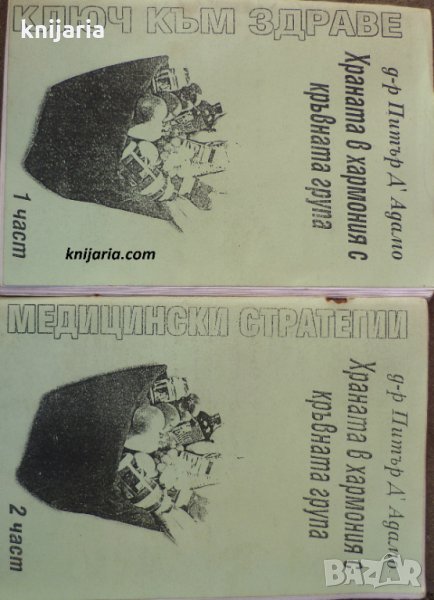 knijaria
КЛЮЧ КЪМ ЗДРАВЕ
д-р Питър Д'Адамо
Храната в хармония с
кръвната група
1 част
knijaria.com
МЕДИЦИНСКИ СТРАТЕГИИ
д-р Питър Д'Адамо
Храната в хармония с
кръвната група
2 част
BAZAR